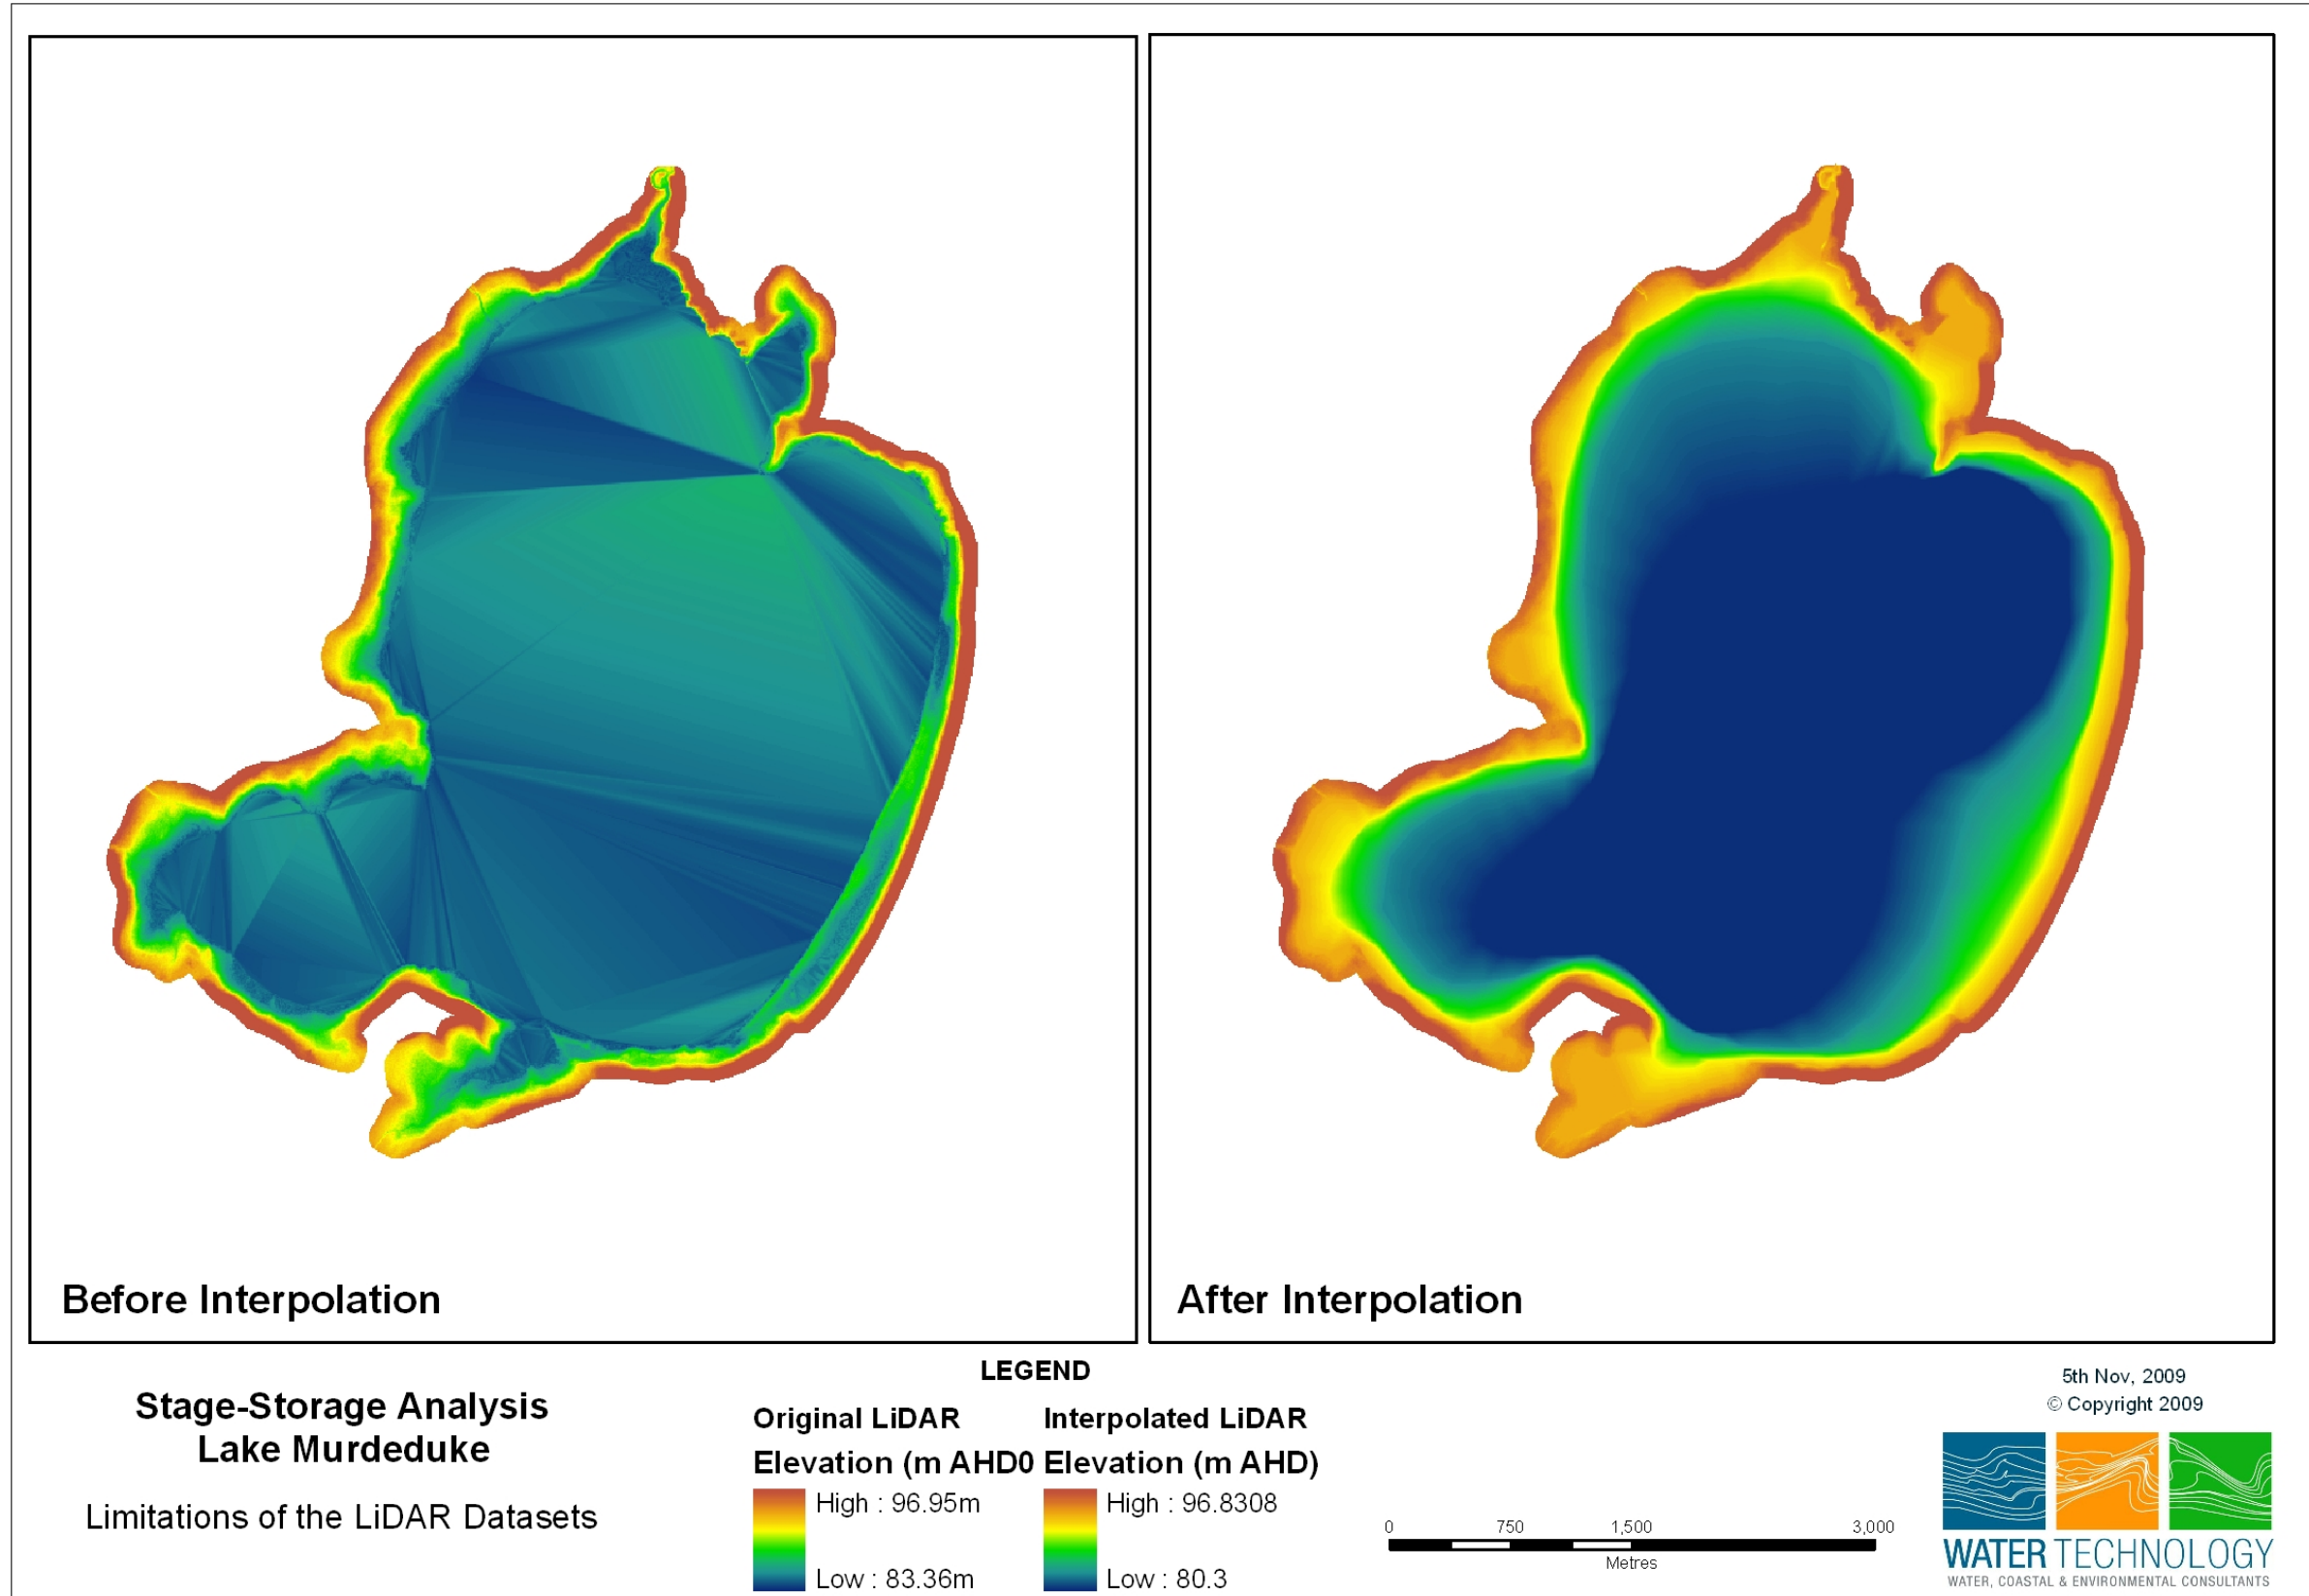 Before Interpolation
After Interpolation
Stage-Storage Analysis
Lake Murdeduke
Limitations of the LiDAR Datasets
LEGEND
Original LiDAR
Elevation (m AHD0
High : 96.95m
Low : 83.36m
Interpolated LiDAR
Elevation (m AHD)
High : 96.8308
Low : 80.3
0 750 1,500 3,000
Metres
5th Nov, 2009
© Copyright 2009
WATER TECHNOLOGY
WATER, COASTAL & ENVIRONMENTAL CONSULTANTS